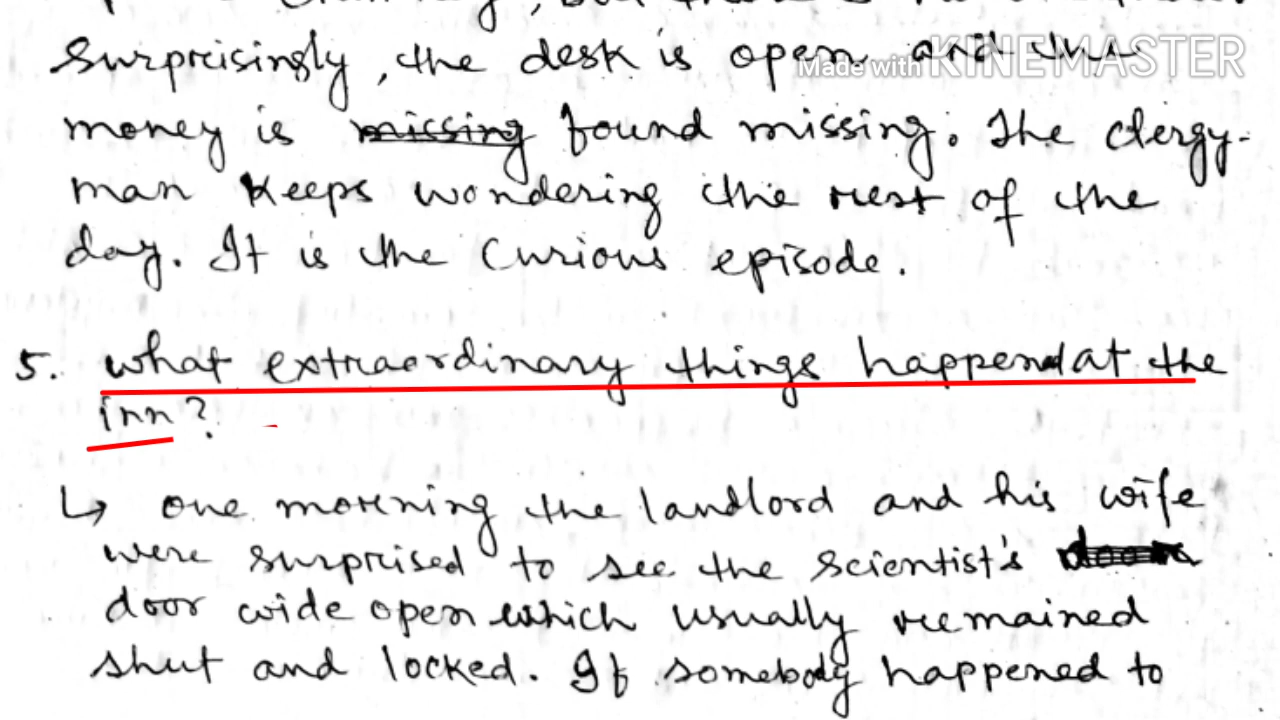 Surprisingly, the desk is open and the
Made with KINEMASTER
money is missing found missing. The clergy-
man keeps wondering the rest of the
day. It is the curious episode.
5. what extraordinary things happend at the
inn?
↳ one morning the landlord and his wife
were surprised to see the scientist's door
door wide open which usually remained
shut and locked. If somebody happened to